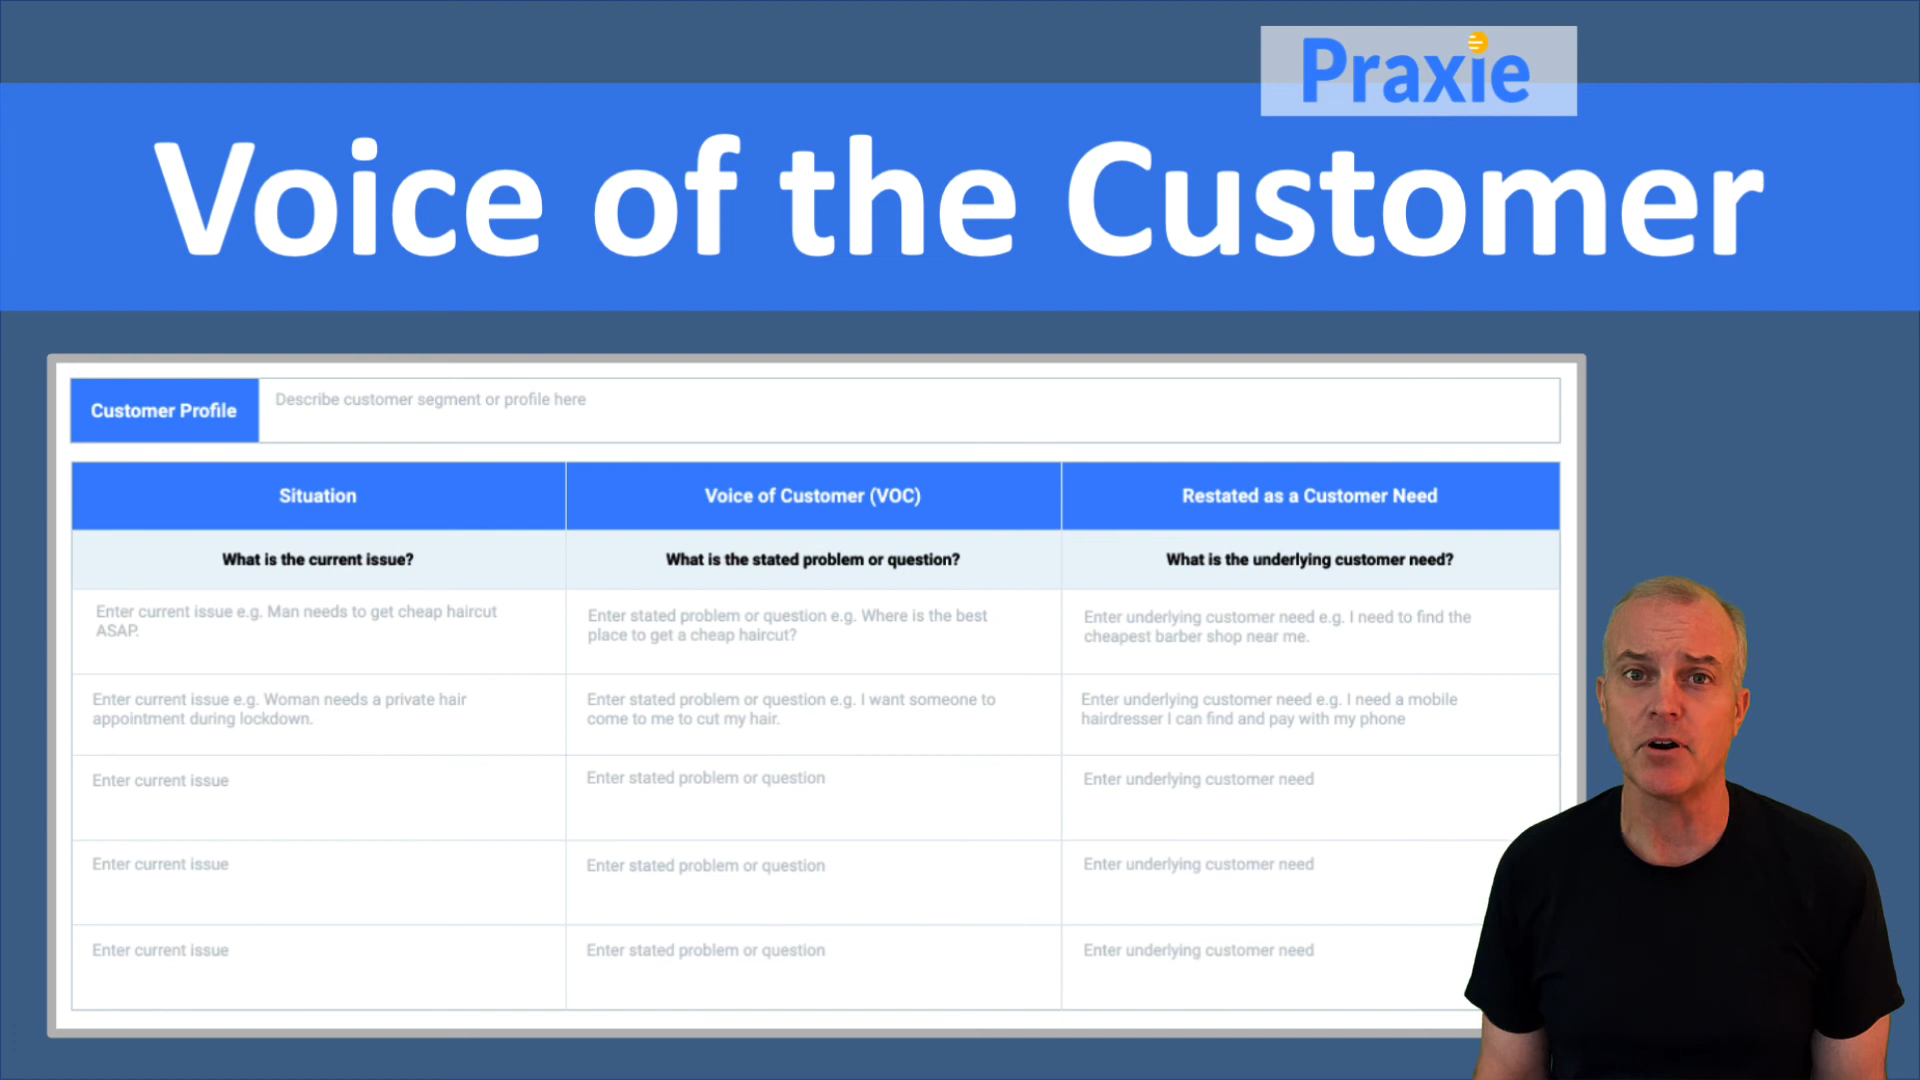 Praxie
Voice of the Customer
Customer Profile
Describe customer segment or profile here
Situation
Voice of Customer (VOC)
Restated as a Customer Need
What is the current issue?
What is the stated problem or question?
What is the underlying customer need?
Enter current issue e.g. Man needs to get cheap haircut
ASAP.
Enter stated problem or question e.g. Where is the best
place to get a cheap haircut?
Enter underlying customer need e.g. I need to find the
cheapest barber shop near me.
Enter current issue e.g. Woman needs a private hair
appointment during lockdown.
Enter stated problem or question e.g. I want someone to
come to me to cut my hair.
Enter underlying customer need e.g. I need a mobile
hairdresser I can find and pay with my phone
Enter current issue
Enter stated problem or question
Enter underlying customer need
Enter current issue
Enter stated problem or question
Enter underlying customer need
Enter current issue
Enter stated problem or question
Enter underlying customer need